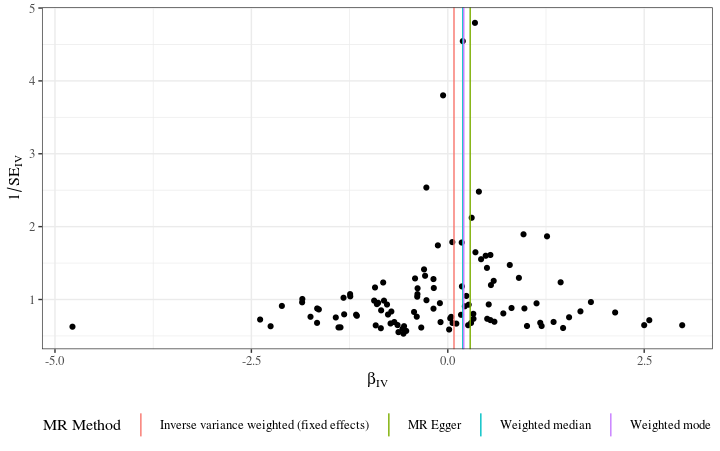 5
4
3
2
1
1/SE_IV
-5.0 -2.5 0.0 2.5
β_IV
MR Method Inverse variance weighted (fixed effects) MR Egger Weighted median Weighted mode